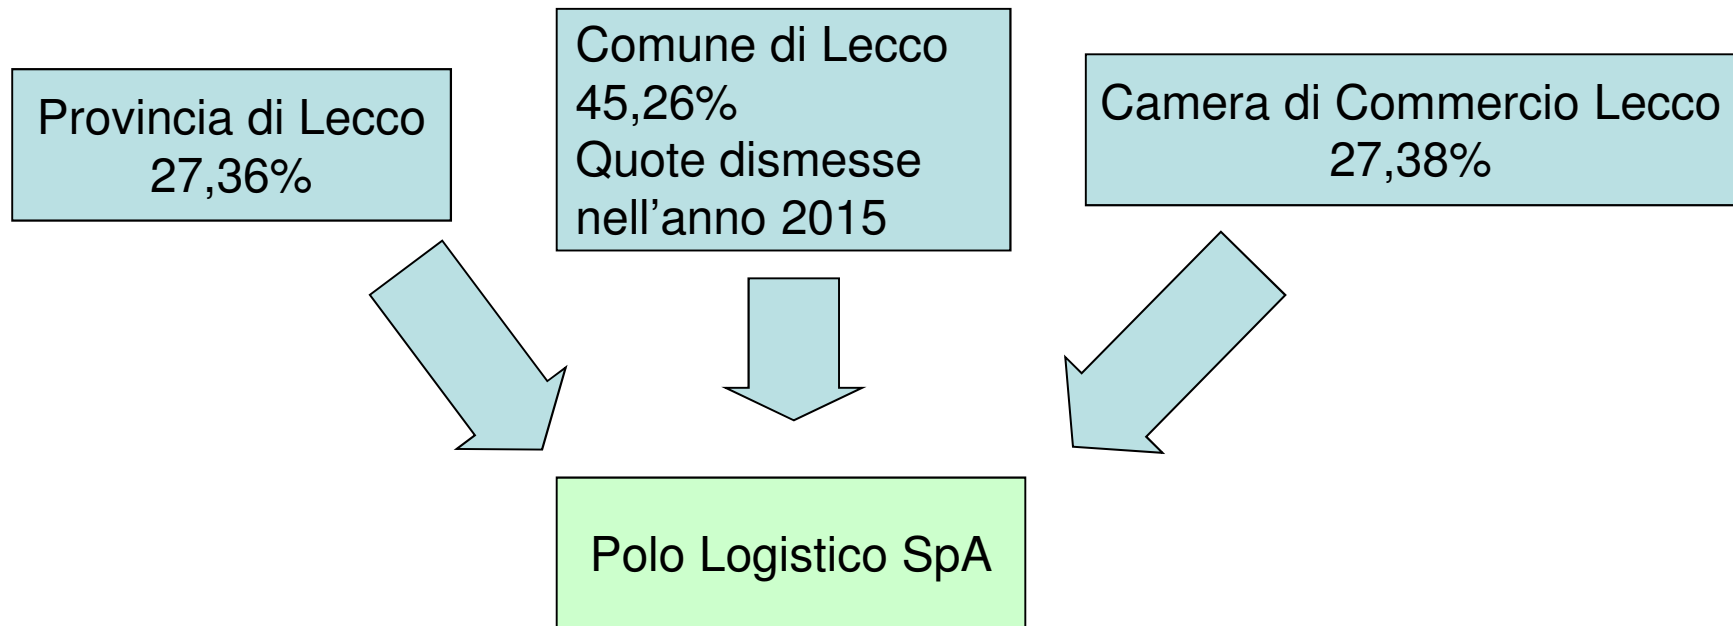 Provincia di Lecco
27,36%
Comune di Lecco
45,26%
Quote dismesse
nell’anno 2015
Camera di Commercio Lecco
27,38%
Polo Logistico SpA